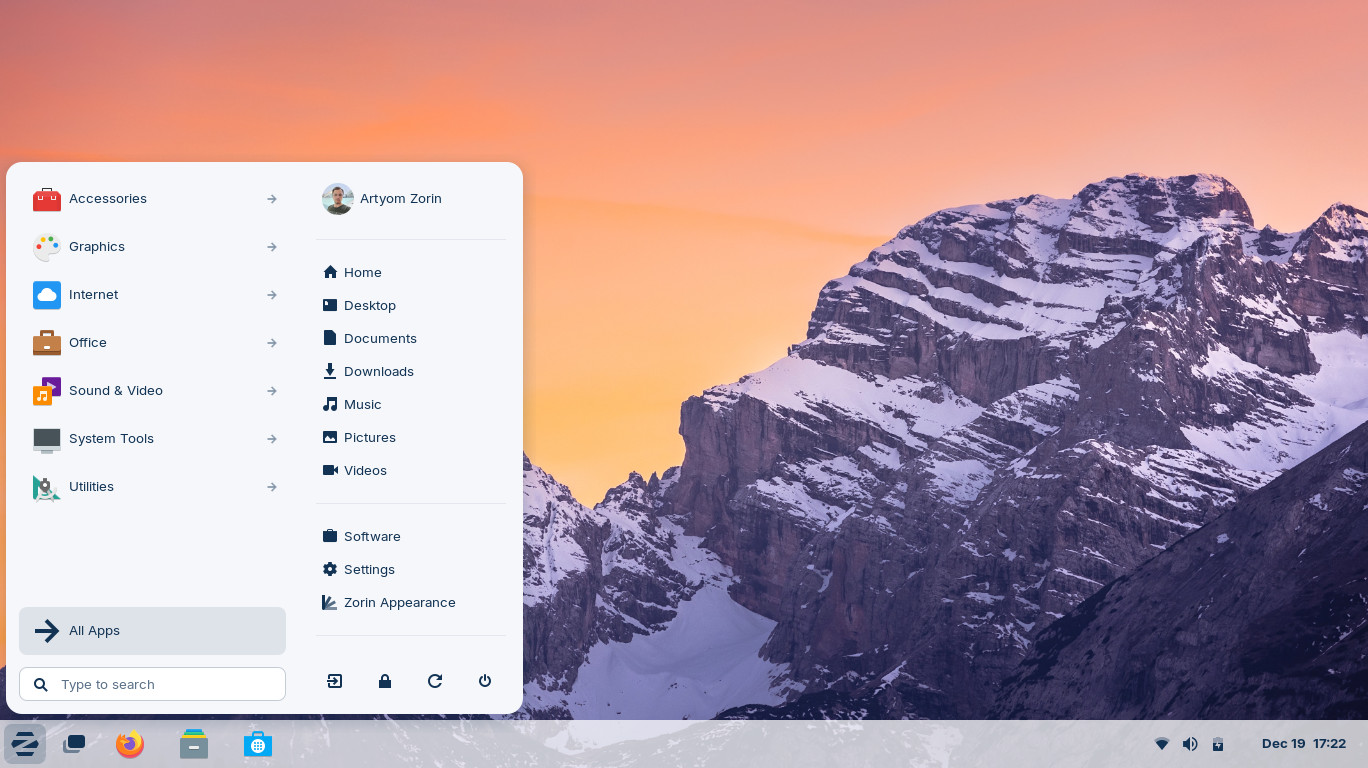 Accessories
Graphics
Internet
Office
Sound & Video
System Tools
Utilities
All Apps
Type to search
Artyom Zorin
Home
Desktop
Documents
Downloads
Music
Pictures
Videos
Software
Settings
Zorin Appearance
Dec 19 17:22